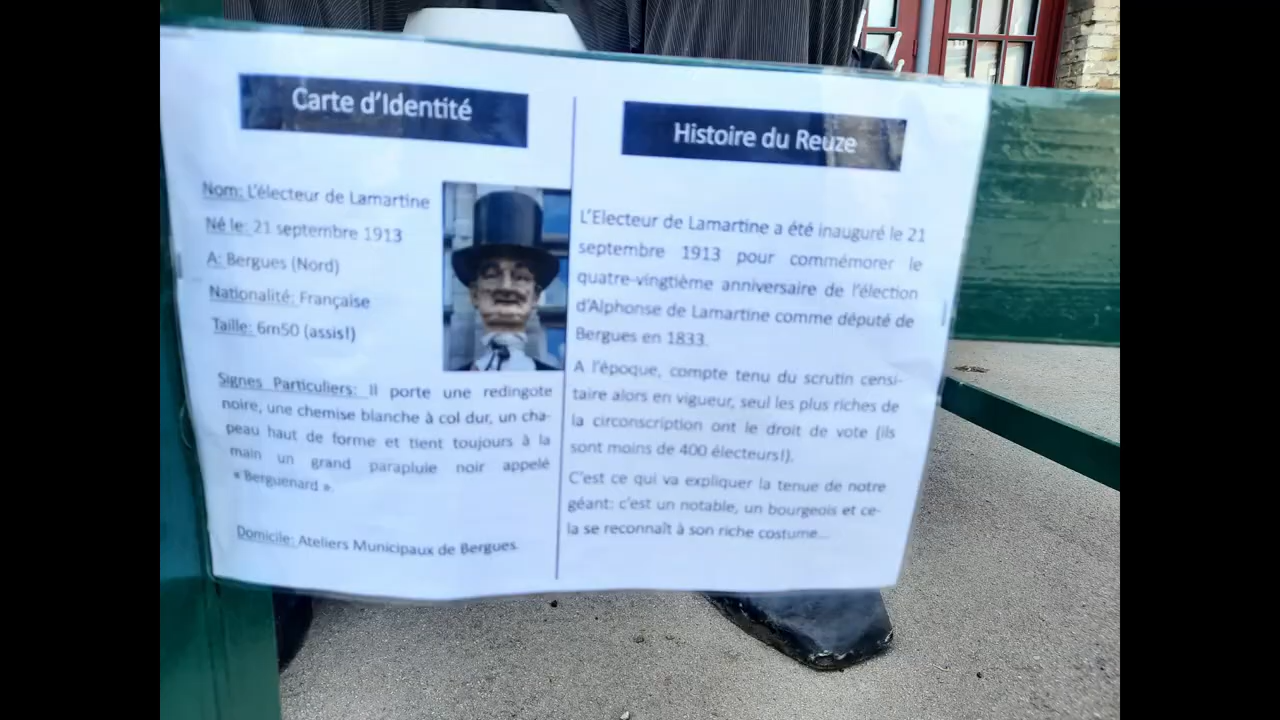 Carte d'Identité
Nom: L'électeur de Lamartine
Né le: 21 septembre 1913
A: Bergues (Nord)
Nationalité: Française
Taille: 6m50 (assis!)
Signes Particuliers: Il porte une redingote
noire, une chemise blanche à col dur, un cha-
peau haut de forme et tient toujours à la
main un grand parapluie noir appelé
« Berguenard ».
Domicile: Ateliers Municipaux de Bergues.
Histoire du Reuze
L'Electeur de Lamartine a été inauguré le 21
septembre 1913 pour commémorer le
quatre-vingtième anniversaire de l'élection
d'Alphonse de Lamartine comme député de
Bergues en 1833.
A l'époque, compte tenu du scrutin censi-
taire alors en vigueur, seul les plus riches de
la circonscription ont le droit de vote (ils
sont moins de 400 électeurs!).
C'est ce qui va expliquer la tenue de notre
géant: c'est un notable, un bourgeois et ce-
la se reconnaît à son riche costume...